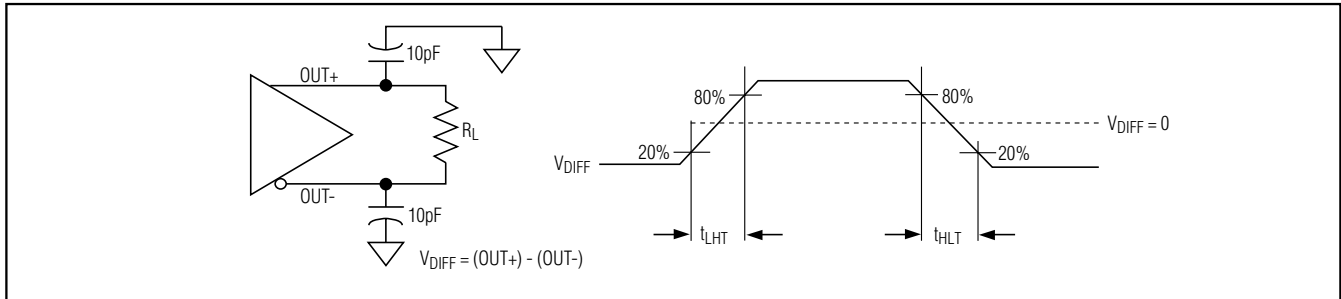 10pF
OUT+
R_L
OUT-
10pF
V_DIFF = (OUT+) - (OUT-)
80%
80%
V_DIFF = 0
20%
20%
V_DIFF
t_LHT
t_HLT